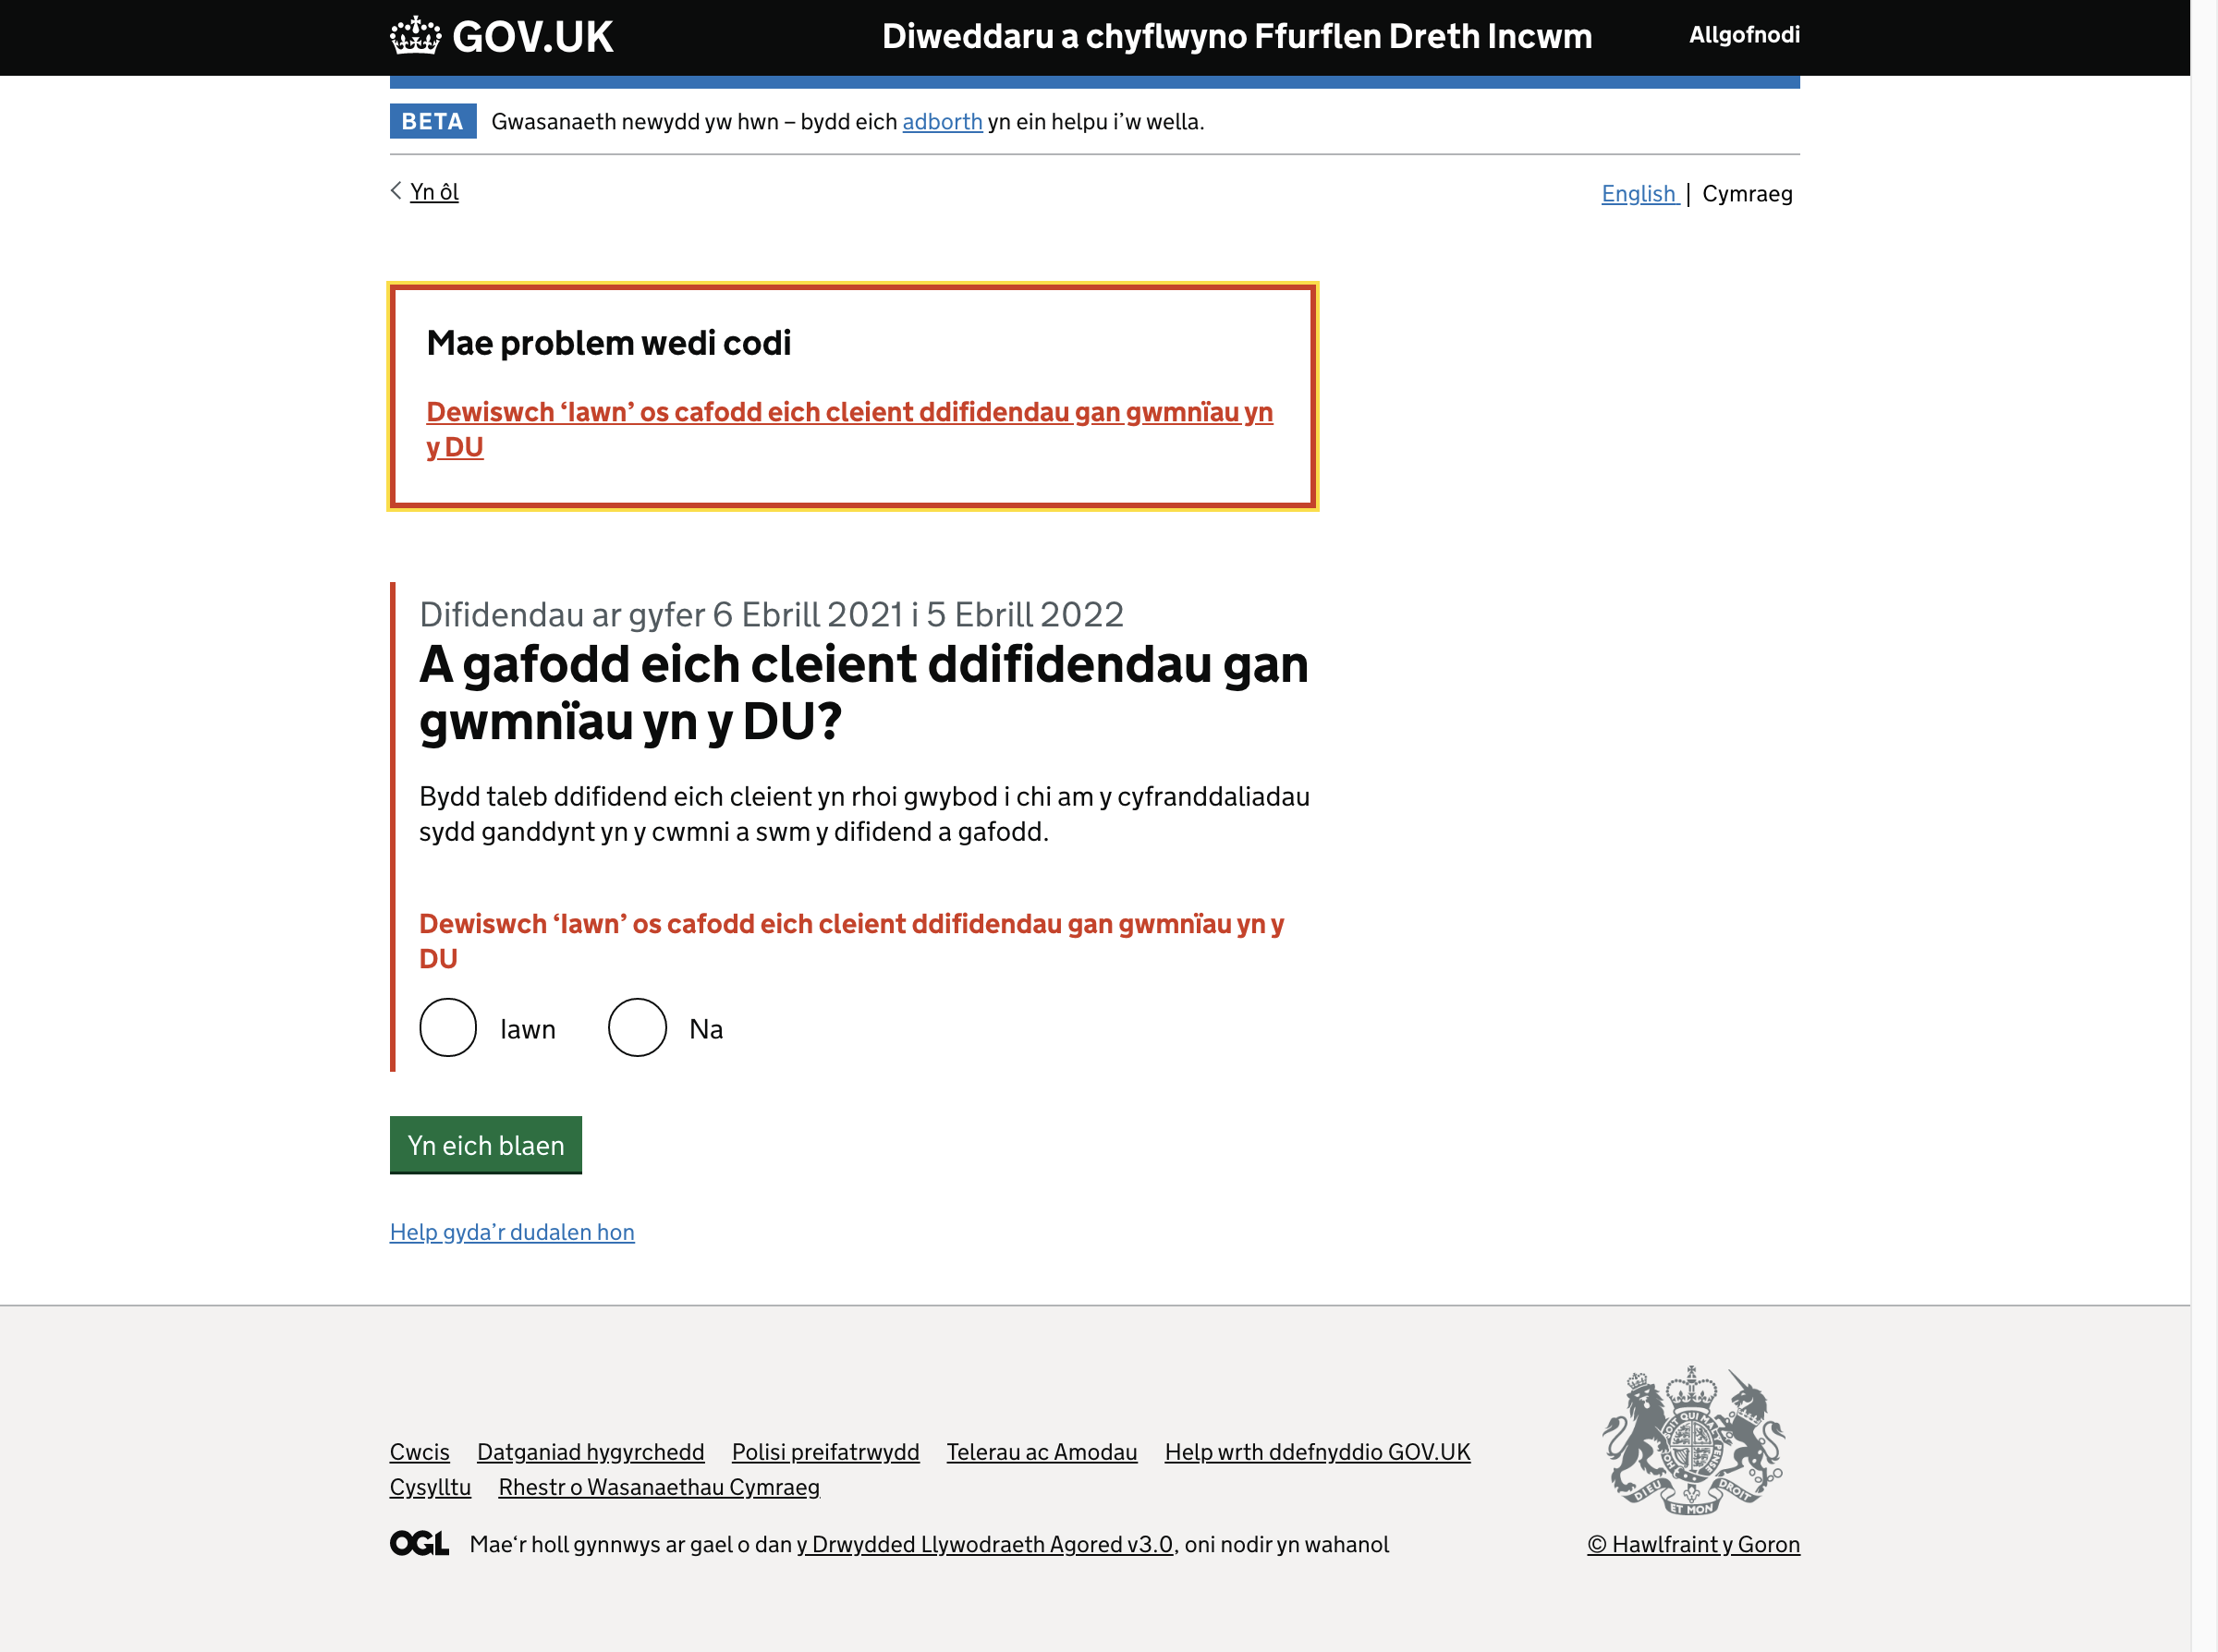 GOV.UK
Diweddaru a chyflwyno Ffurflen Dreth Incwm
Allgofnodi
BETA Gwasanaeth newydd yw hwn – bydd eich adborth yn ein helpu i’w wella.
Yn ôl
English | Cymraeg
Mae problem wedi codi
Dewiswch ‘Iawn’ os cafodd eich cleient ddifidendau gan gwmnïau yn
y DU
Difidendau ar gyfer 6 Ebrill 2021 i 5 Ebrill 2022
A gafodd eich cleient ddifidendau gan
gwmnïau yn y DU?
Bydd taleb ddifidend eich cleient yn rhoi gwybod i chi am y cyfranddaliadau
sydd ganddynt yn y cwmni a swm y difidend a gafodd.
Dewiswch ‘Iawn’ os cafodd eich cleient ddifidendau gan gwmnïau yn y
DU
Iawn
Na
Yn eich blaen
Help gyda’r dudalen hon
Cwcis Datganiad hygyrchedd Polisi preifatrwydd Telerau ac Amodau Help wrth ddefnyddio GOV.UK
Cysylltu Rhestr o Wasanaethau Cymraeg
OGL Mae‘r holl gynnwys ar gael o dan y Drwydded Llywodraeth Agored v3.0, oni nodir yn wahanol
DIEU ET MON DROIT
© Hawlfraint y Goron